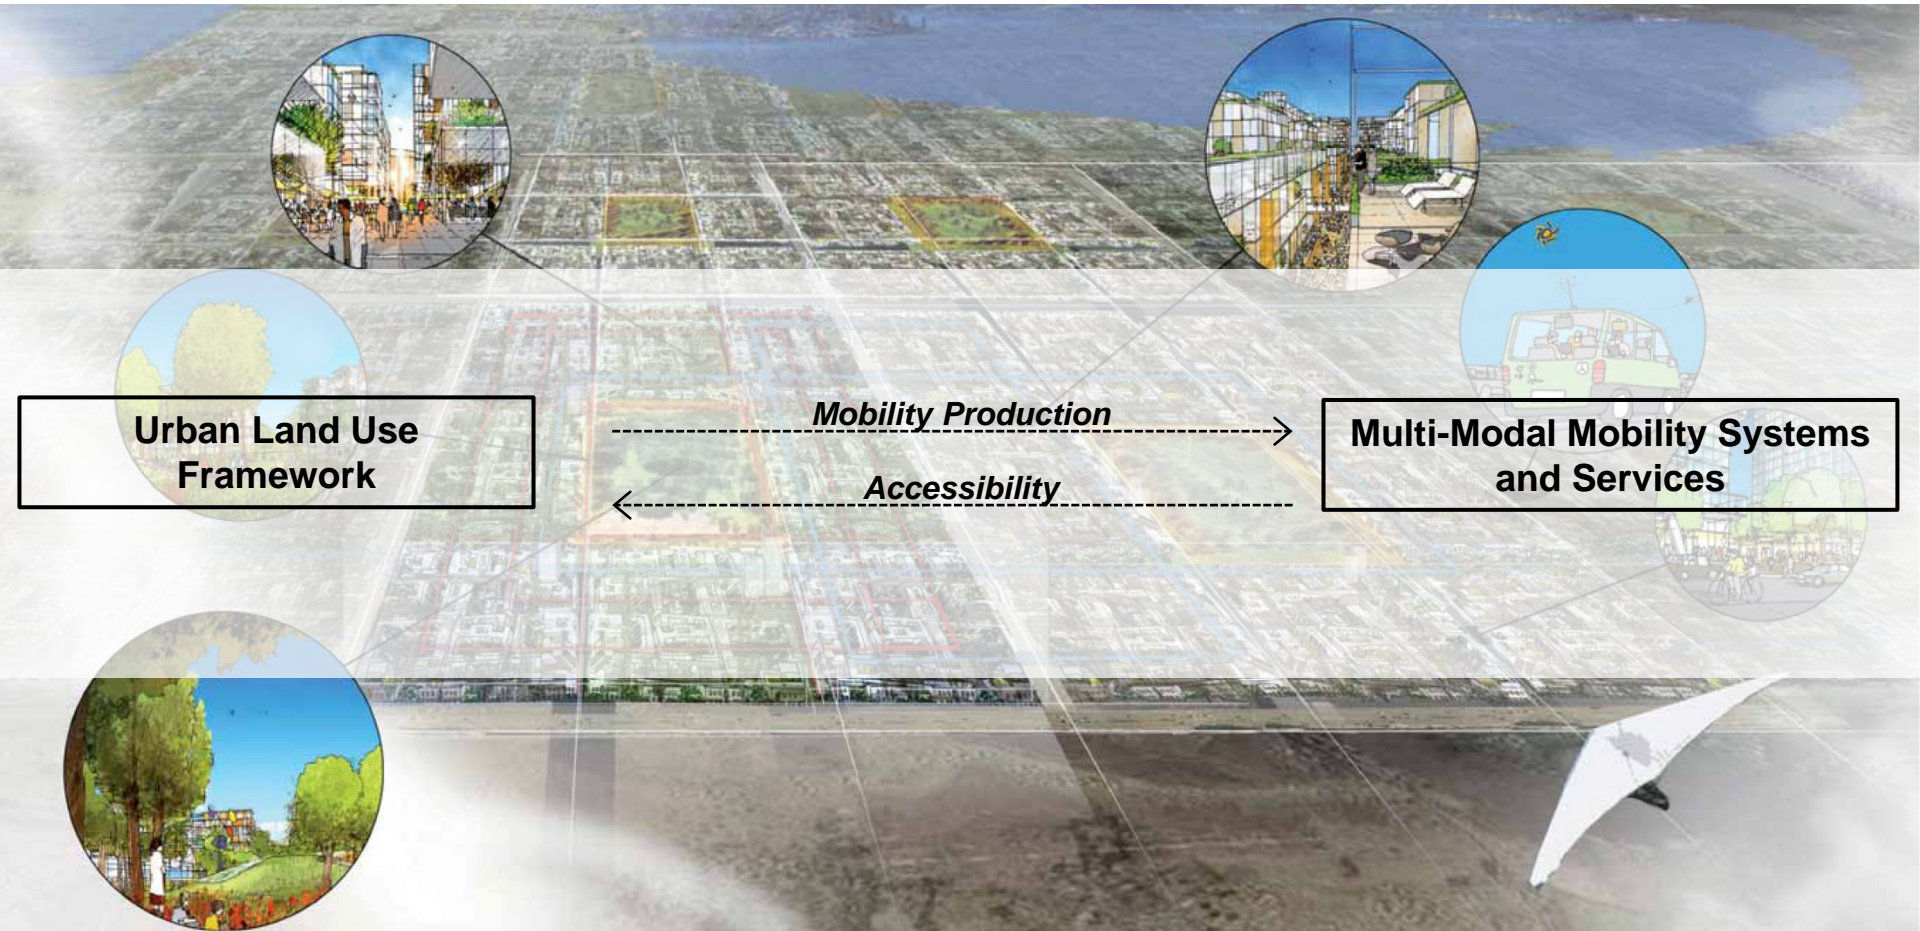 Urban Land Use
Framework
Mobility Production
Accessibility
Multi-Modal Mobility Systems
and Services